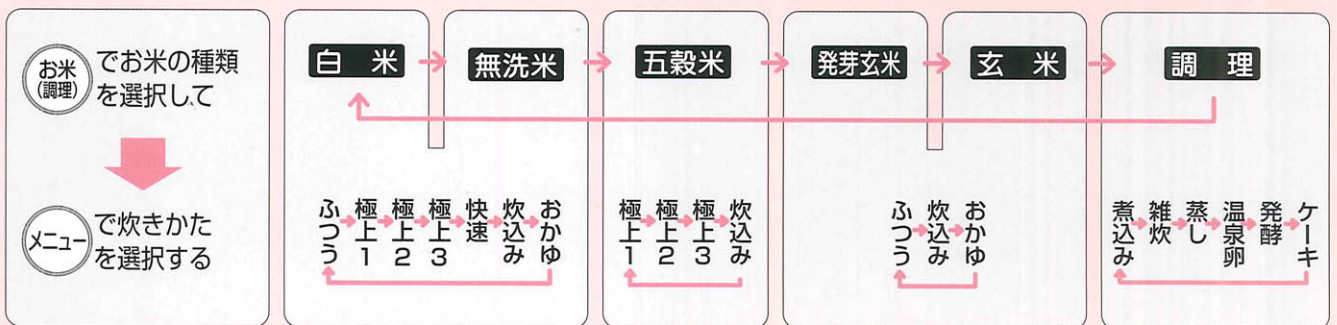 お米
(調理)
でお米の種類
を選択して
メニュー
で炊きかた
を選択する
白米
無洗米
五穀米
発芽玄米
玄米
調理
ふつう
極上1
極上2
極上3
快速
炊込み
おかゆ
極上1
極上2
極上3
炊込み
ふつう
炊込み
おかゆ
煮込み
雑炊
蒸し
温泉卵
発酵
ケーキ